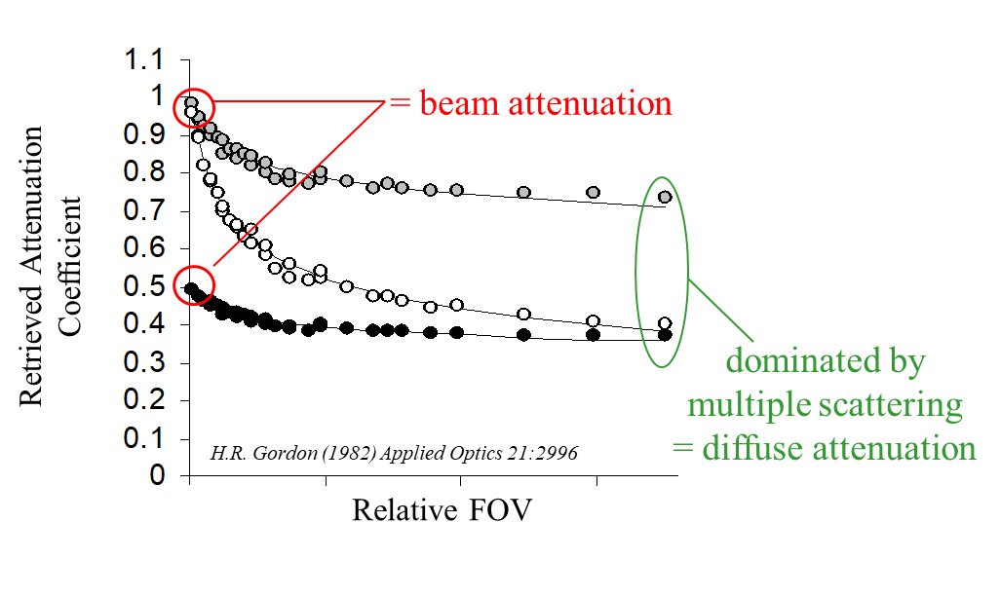 1.1
1
0.9
0.8
0.7
0.6
0.5
0.4
0.3
0.2
0.1
0
Retrieved Attenuation
Coefficient
= beam attenuation
dominated by
multiple scattering
= diffuse attenuation
H.R. Gordon (1982) Applied Optics 21:2996
Relative FOV